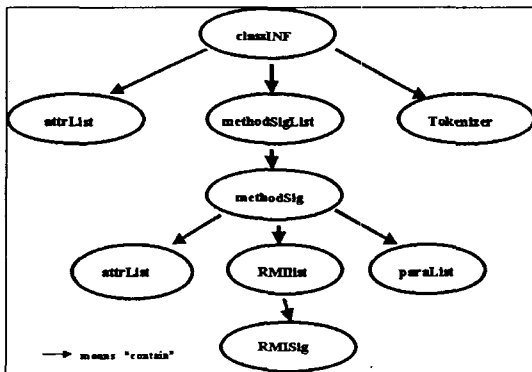 classINF
attrList
methodSigList
Tokenizer
methodSig
attrList
RMIlist
paraList
RMISig
means "contain"